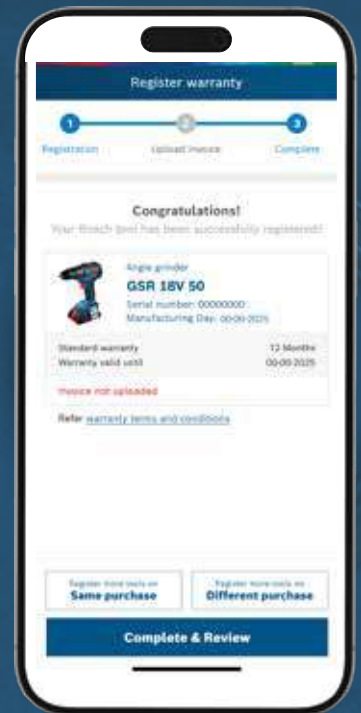 Register warranty
1
2
3
Registration
Upload invoice
Complete
Congratulations!
Your Bosch tool has been successfully registered!
Angle grinder
GSR 18V 50
Serial number: 00000000
Manufacturing Day: 00-00-2025
Standard warranty
12 Months
Warranty valid until
00-00-2025
Invoice not uploaded
Refer warranty terms and conditions
Register more tools on
Same purchase
Register more tools on
Different purchase
Complete & Review